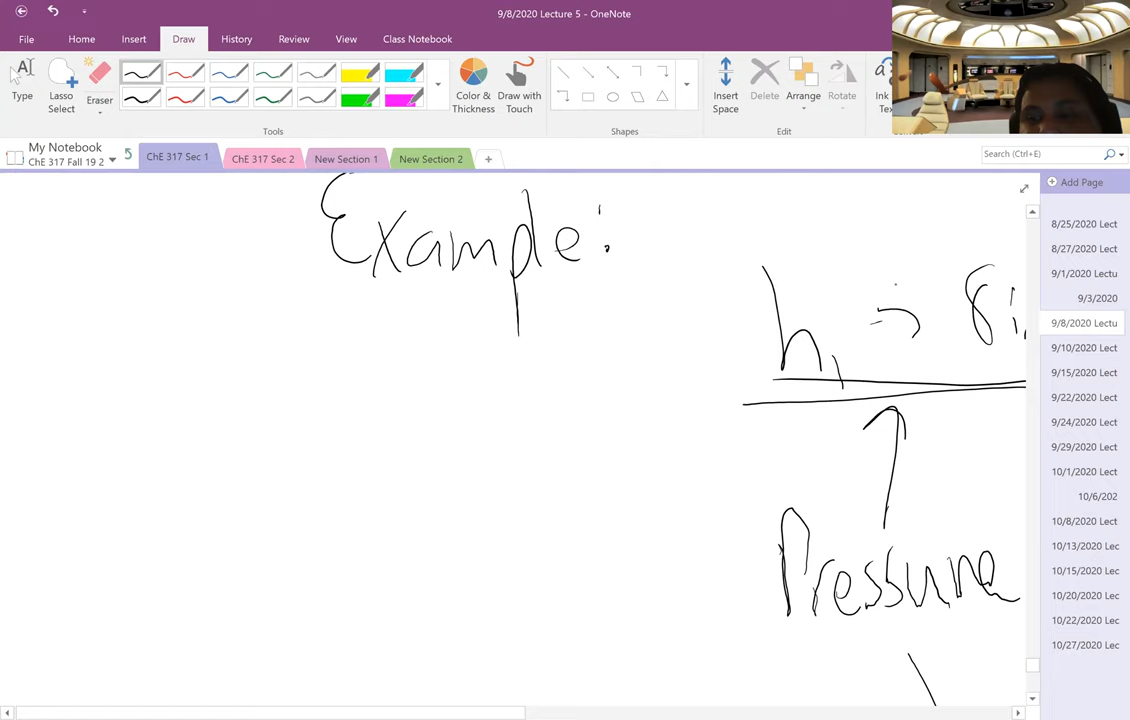 9/8/2020 Lecture 5 - OneNote
File Home Insert Draw History Review View Class Notebook
Type Lasso Select Eraser Color & Thickness Draw with Touch Insert Space Delete Arrange Rotate Ink Tex
Tools Shapes Edit
My Notebook
ChE 317 Fall 19 2
ChE 317 Sec 1 ChE 317 Sec 2 New Section 1 New Section 2 +
Search (Ctrl+E)
Add Page
8/25/2020 Lect
8/27/2020 Lect
9/1/2020 Lectu
9/3/2020
9/8/2020 Lectu
9/10/2020 Lect
9/15/2020 Lect
9/22/2020 Lect
9/24/2020 Lect
9/29/2020 Lect
10/1/2020 Lect
10/6/202
10/8/2020 Lect
10/13/2020 Lec
10/15/2020 Lec
10/20/2020 Lec
10/22/2020 Lec
10/27/2020 Lec
Example:
h₁ →
Pressure